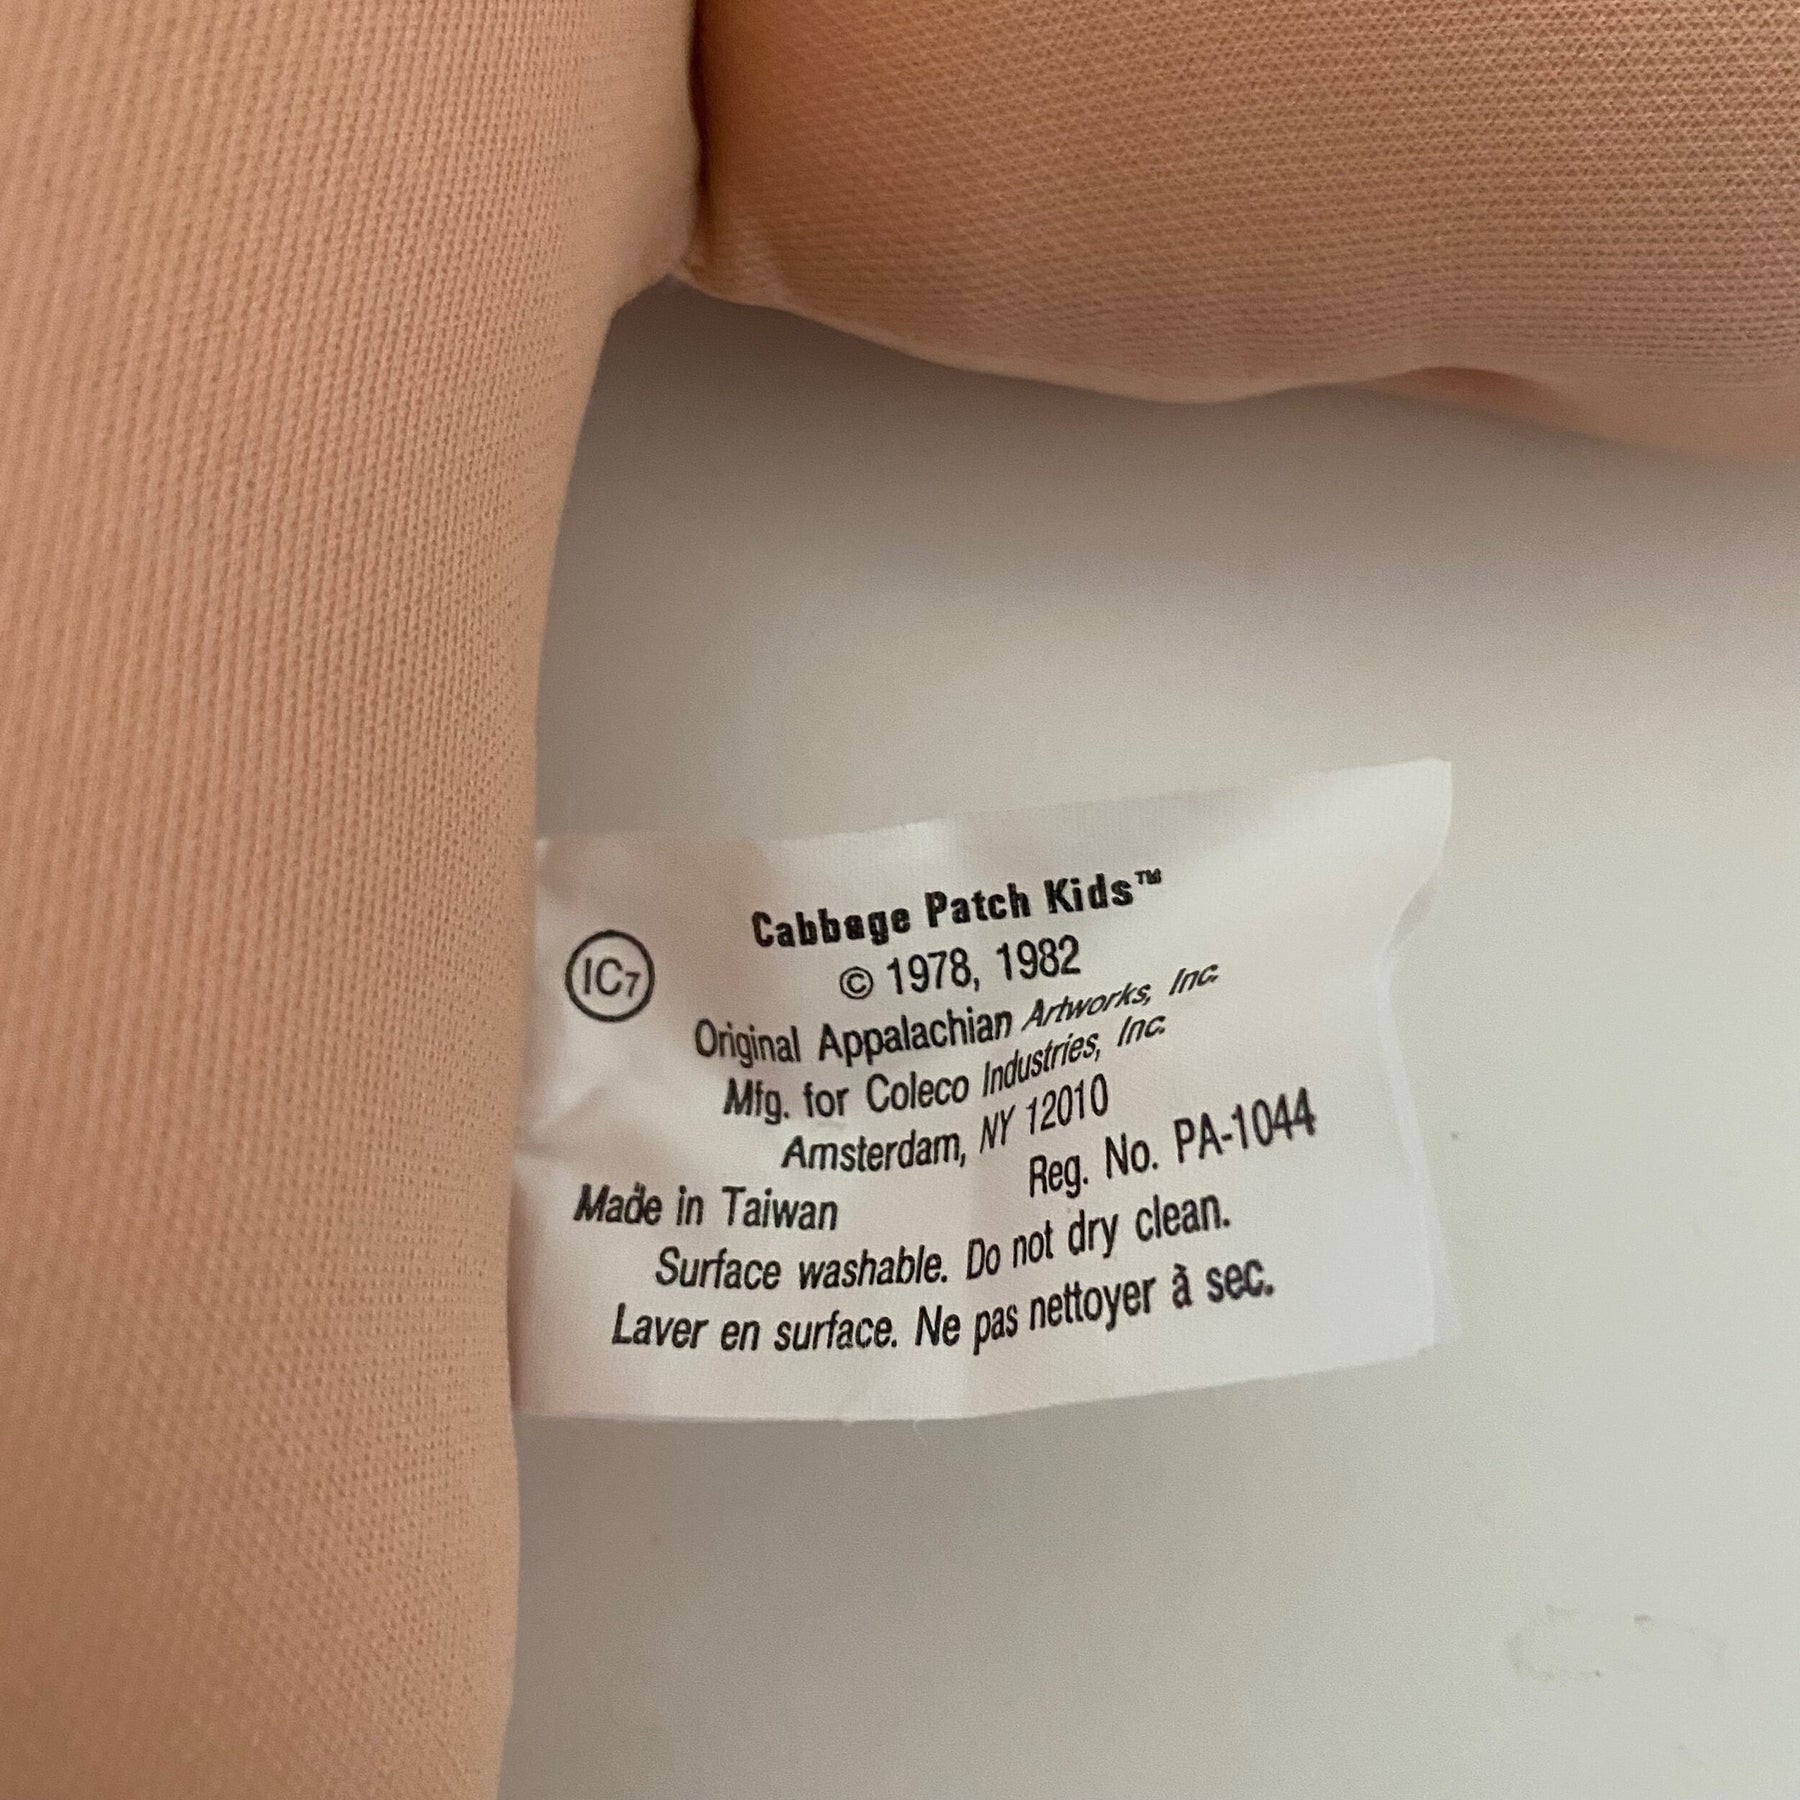 Cabbage Patch Kids™
IC7
© 1978, 1982
Original Appalachian Artworks, Inc.
Mfg. for Coleco Industries, Inc.
Amsterdam, NY 12010
Made in Taiwan Reg. No. PA-1044
Surface washable. Do not dry clean.
Laver en surface. Ne pas nettoyer à sec.